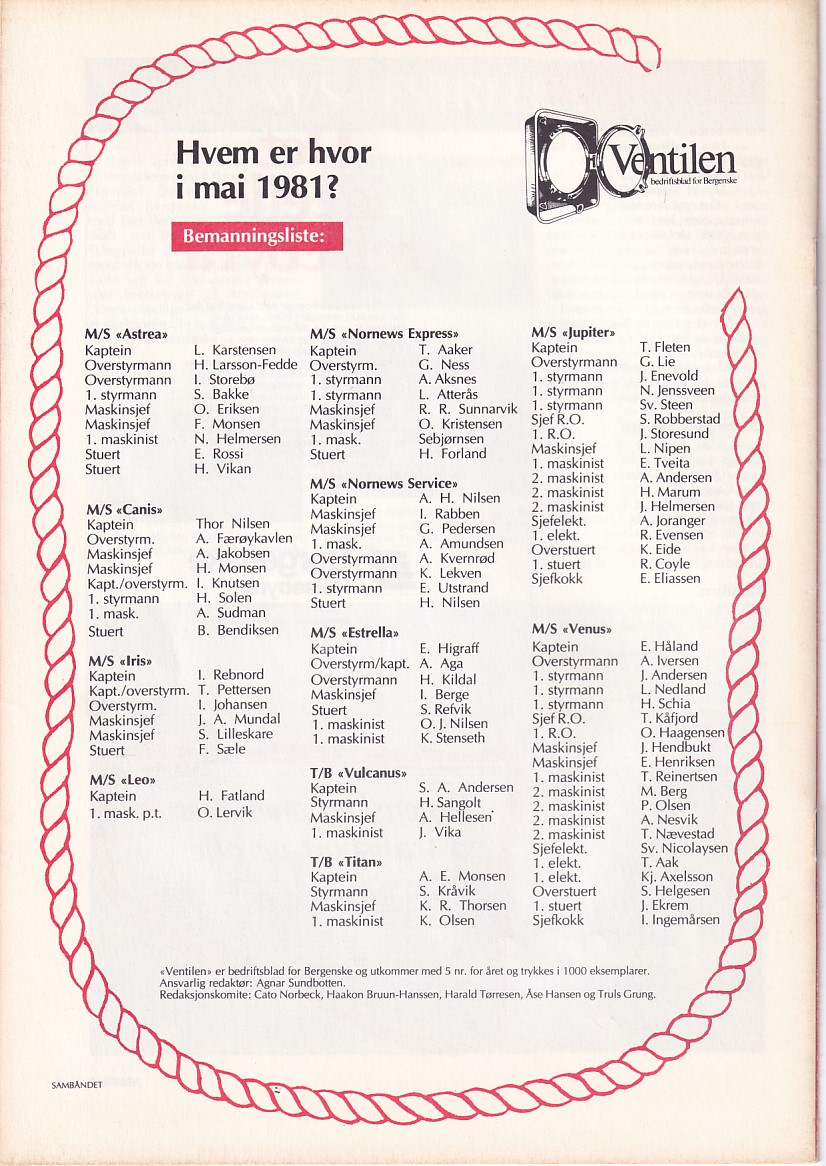 Hvem er hvor
i mai 1981?
Bemanningsliste:
Ventilen
bedriftsblad for Bergenske
M/S «Astrea»
Kaptein L. Karstensen
Overstyrmann H. Larsson-Fedde
Overstyrmann I. Storebø
1. styrmann S. Bakke
Maskinsjef O. Eriksen
Maskinsjef F. Monsen
1. maskinist N. Helmersen
Stuert E. Rossi
Stuert H. Vikan
M/S «Canis»
Kaptein Thor Nilsen
Overstyrm. A. Færøykavlen
Maskinsjef A. Jakobsen
Maskinsjef H. Monsen
Kapt./overstyrm. I. Knutsen
1. styrmann H. Solen
1. mask. A. Sudman
Stuert B. Bendiksen
M/S «Iris»
Kaptein I. Rebnord
Kapt./overstyrm. T. Pettersen
Overstyrm. I. Johansen
Maskinsjef J. A. Mundal
Maskinsjef S. Lilleskare
Stuert F. Sæle
M/S «Leo»
Kaptein H. Fatland
1. mask. p.t. O. Lervik
M/S «Nornews Express»
Kaptein T. Aaker
Overstyrm. G. Ness
1. styrmann A. Aksnes
1. styrmann L. Atterås
Maskinsjef R. R. Sunnarvik
Maskinsjef O. Kristensen
1. mask. Sebjørnsen
Stuert H. Forland
M/S «Nornews Service»
Kaptein A. H. Nilsen
Maskinsjef I. Rabben
Maskinsjef G. Pedersen
1. mask. A. Amundsen
Overstyrmann A. Kvernrød
Overstyrmann K. Lekven
1. styrmann E. Utstrand
Stuert H. Nilsen
M/S «Estrella»
Kaptein E. Higraff
Overstyrm/kapt. A. Aga
Overstyrmann H. Kildal
Maskinsjef I. Berge
Stuert S. Refvik
1. maskinist O. J. Nilsen
1. maskinist K. Stenseth
T/B «Vulcanus»
Kaptein S. A. Andersen
Styrmann H. Sangolt
Maskinsjef A. Hellesen
1. maskinist J. Vika
T/B «Titan»
Kaptein A. E. Monsen
Styrmann S. Kråvik
Maskinsjef K. R. Thorsen
1. maskinist K. Olsen
M/S «Jupiter»
Kaptein T. Fleten
Overstyrmann G. Lie
1. styrmann J. Enevold
1. styrmann N. Jenssveen
1. styrmann Sv. Steen
Sjef R.O. S. Robberstad
1. R.O. J. Storesund
Maskinsjef L. Nipen
1. maskinist E. Tveita
2. maskinist A. Andersen
2. maskinist H. Marum
2. maskinist J. Helmersen
Sjefelekt. A. Joranger
1. elekt. R. Evensen
Overstuert K. Eide
1. stuert R. Coyle
Sjefkokk E. Eliassen
M/S «Venus»
Kaptein E. Håland
Overstyrmann A. Iversen
1. styrmann J. Andersen
1. styrmann L. Nedland
1. styrmann H. Schia
Sjef R.O. T. Kåfjord
1. R.O. O. Haagensen
Maskinsjef J. Hendbukt
Maskinsjef E. Henriksen
1. maskinist T. Reinertsen
2. maskinist M. Berg
2. maskinist P. Olsen
2. maskinist A. Nesvik
2. maskinist T. Nævestad
Sjefelekt. Sv. Nicolaysen
1. elekt. T. Aak
1. elekt. Kj. Axelsson
Overstuert S. Helgesen
1. stuert J. Ekrem
Sjefkokk I. Ingemårsen
«Ventilen» er bedriftsblad for Bergenske og utkommer med 5 nr. for året og trykkes i 1000 eksemplarer.
Ansvarlig redaktør: Agnar Sundbotten.
Redaksjonskomite: Cato Norbeck, Haakon Bruun-Hanssen, Harald Tørresen, Åse Hansen og Truls Grung.
SAMBÅNDET